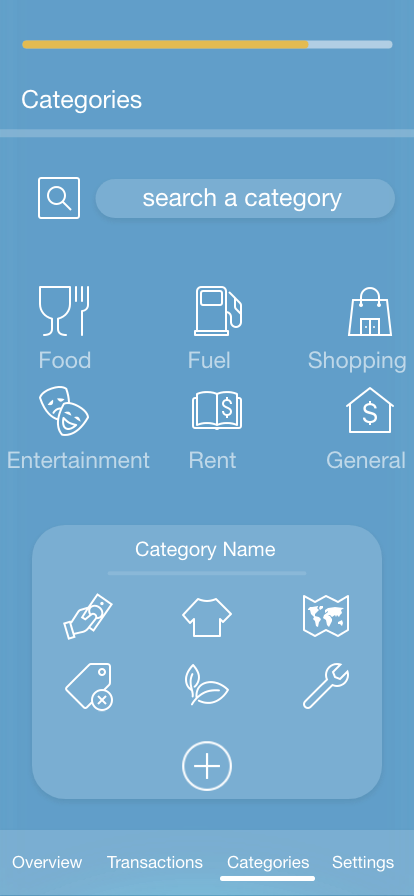 Categories
search a category
Food Fuel Shopping
$ $
Entertainment Rent General
Category Name
Overview Transactions Categories Settings